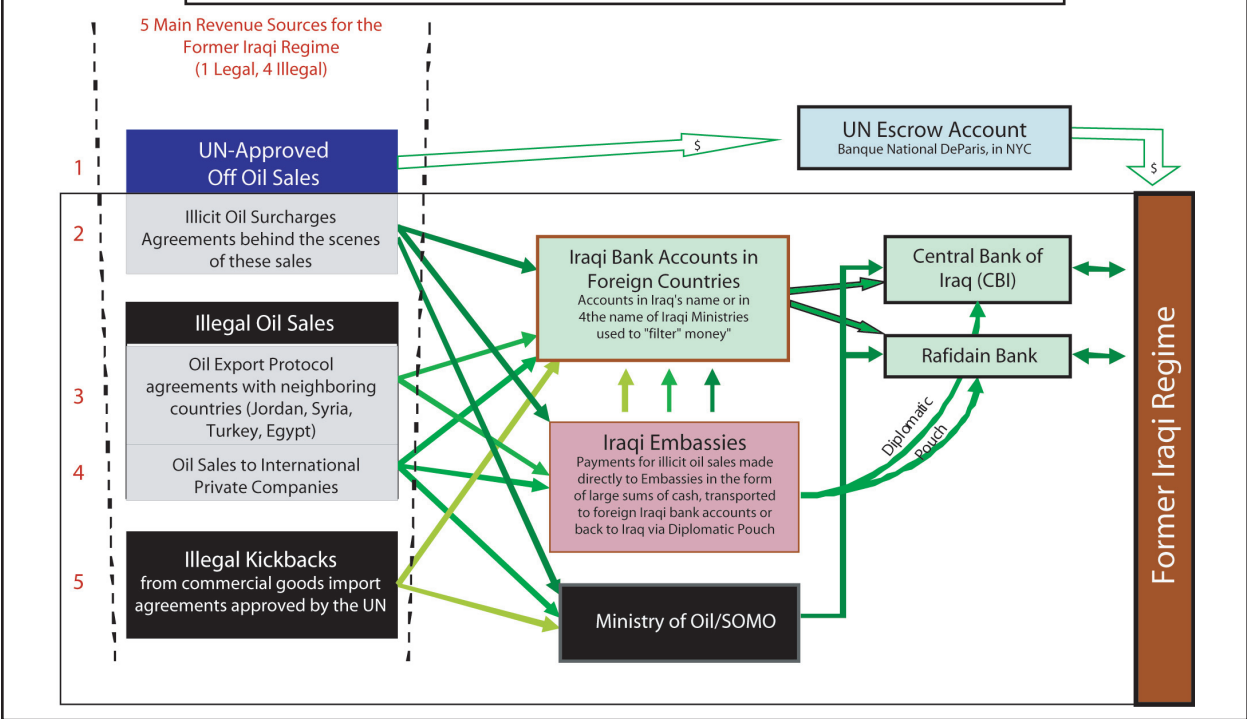 5 Main Revenue Sources for the
Former Iraqi Regime
(1 Legal, 4 Illegal)
1
UN-Approved
Off Oil Sales
$
UN Escrow Account
Banque National DeParis, in NYC
$
2
Illicit Oil Surcharges
Agreements behind the scenes
of these sales
Illegal Oil Sales
3
Oil Export Protocol
agreements with neighboring
countries (Jordan, Syria,
Turkey, Egypt)
4
Oil Sales to International
Private Companies
5
Illegal Kickbacks
from commercial goods import
agreements approved by the UN
Iraqi Bank Accounts in
Foreign Countries
Accounts in Iraq's name or in
4the name of Iraqi Ministries
used to "filter" money"
Iraqi Embassies
Payments for illicit oil sales made
directly to Embassies in the form
of large sums of cash, transported
to foreign Iraqi bank accounts or
back to Iraq via Diplomatic Pouch
Ministry of Oil/SOMO
Central Bank of
Iraq (CBI)
Rafidain Bank
Diplomatic
Pouch
Former Iraqi Regime